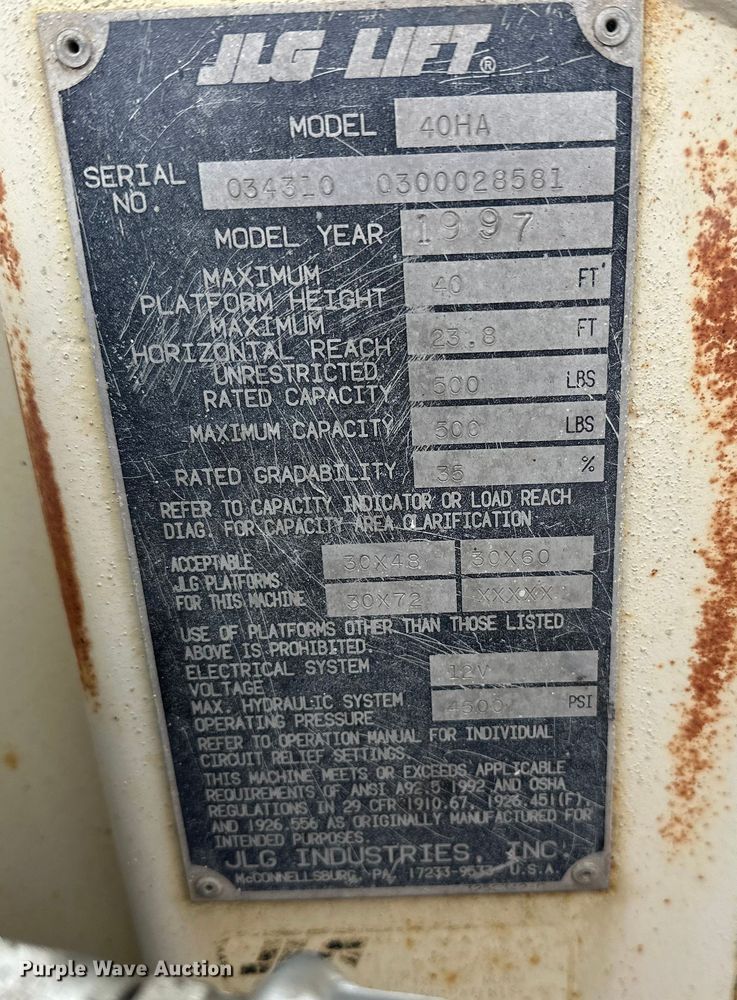 JLG LIFT®
MODEL 40HA
SERIAL NO. 034310 0300028581
MODEL YEAR 1997
MAXIMUM PLATFORM HEIGHT 40 FT
MAXIMUM HORIZONTAL REACH 23.8 FT
UNRESTRICTED RATED CAPACITY 500 LBS
MAXIMUM CAPACITY 500 LBS
RATED GRADABILITY 35 %
REFER TO CAPACITY INDICATOR OR LOAD REACH
DIAG. FOR CAPACITY AREA CLARIFICATION
ACCEPTABLE 30X48 30X60
JLG PLATFORMS
FOR THIS MACHINE 30X72 XXXXX
USE OF PLATFORMS OTHER THAN THOSE LISTED
ABOVE IS PROHIBITED.
ELECTRICAL SYSTEM VOLTAGE 12V
MAX. HYDRAULIC SYSTEM OPERATING PRESSURE 4500 PSI
REFER TO OPERATION MANUAL FOR INDIVIDUAL
CIRCUIT RELIEF SETTINGS.
THIS MACHINE MEETS OR EXCEEDS APPLICABLE
REQUIREMENTS OF ANSI A92.5 1992 AND OSHA
REGULATIONS IN 29 CFR 1910.67, 1926.451(F),
AND 1926.556 AS ORIGINALLY MANUFACTURED FOR
INTENDED PURPOSES
JLG INDUSTRIES, INC.
McCONNELLSBURG, PA. 17233-9533 U.S.A.
JLG
Purple Wave Auction